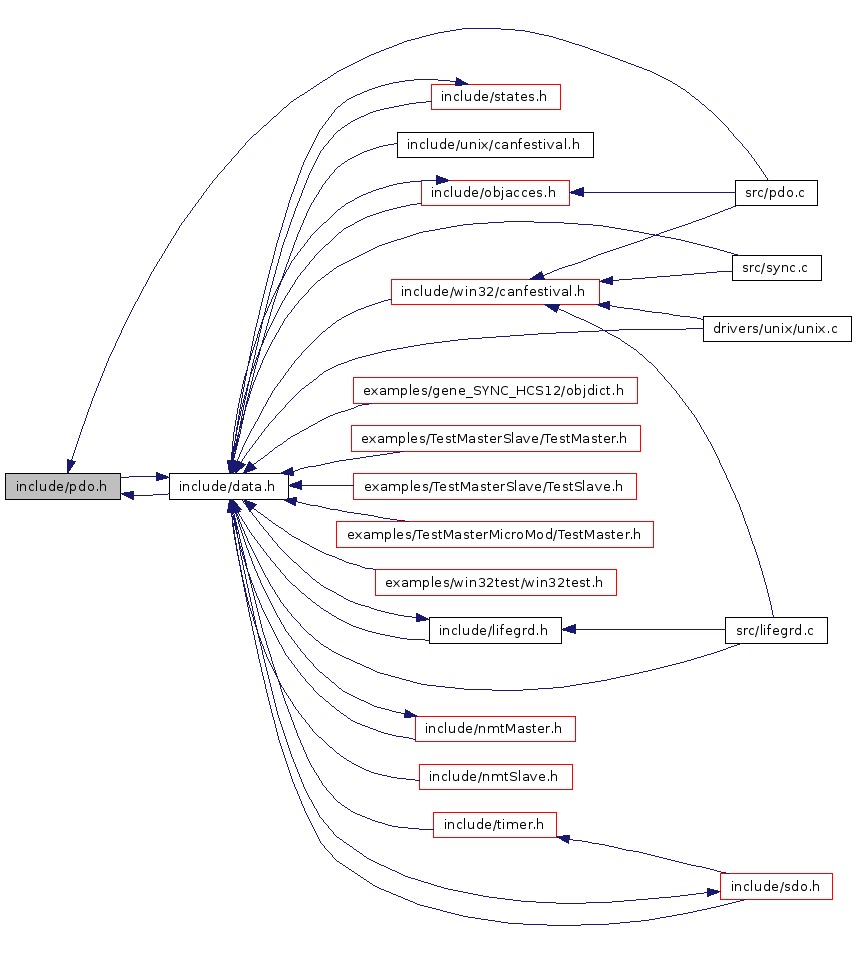 include/states.h
include/unix/canfestival.h
include/objacces.h
src/pdo.c
src/sync.c
include/win32/canfestival.h
drivers/unix/unix.c
examples/gene_SYNC_HCS12/objdict.h
examples/TestMasterSlave/TestMaster.h
include/pdo.h
include/data.h
examples/TestMasterSlave/TestSlave.h
examples/TestMasterMicroMod/TestMaster.h
examples/win32test/win32test.h
include/lifegrd.h
src/lifegrd.c
include/nmtMaster.h
include/nmtSlave.h
include/timer.h
include/sdo.h